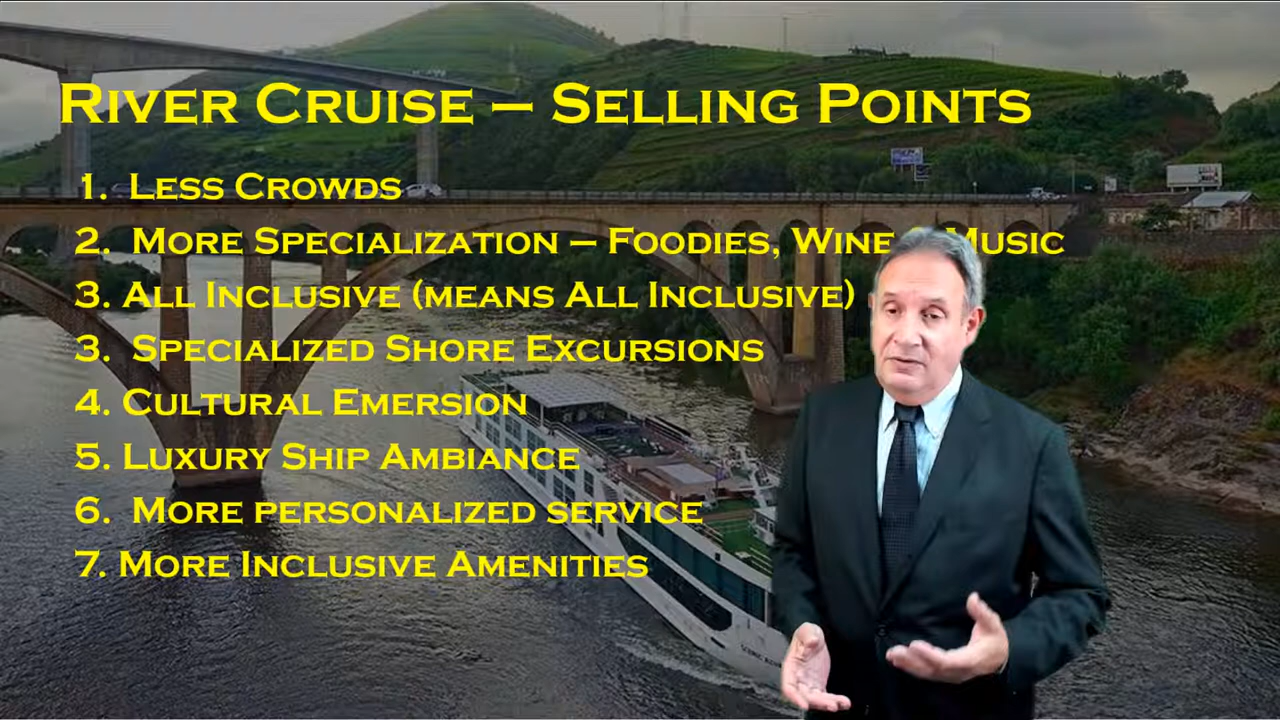 River Cruise – Selling Points
1. Less Crowds
2. More Specialization – Foodies, Wine Music
3. All Inclusive (means All Inclusive)
3. Specialized Shore Excursions
4. Cultural Emersion
5. Luxury Ship Ambiance
6. More personalized service
7. More Inclusive Amenities
SCENIC